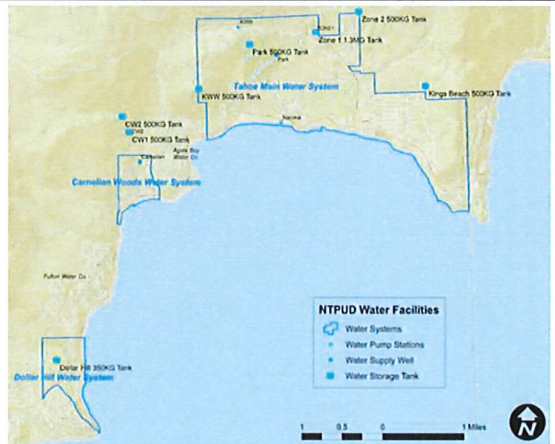 Zone 2 500KG Tank
Zone 1 1.3MG Tank
Park 500KG Tank
Park
Tahoe Main Water System
KWW 500KG Tank
Kings Beach 500KG Tank
National
CW2 500KG Tank
CW1 500KG Tank
Carnelian
Agate Bay
Water Co.
Carnelian Woods Water System
Fulton Water Co
Dollar Hill 350KG Tank
Dollar Hill Water System
NTPUD Water Facilities
Water Systems
Water Pump Stations
Water Supply Well
Water Storage Tank
1 0.5 0 1 Miles
N